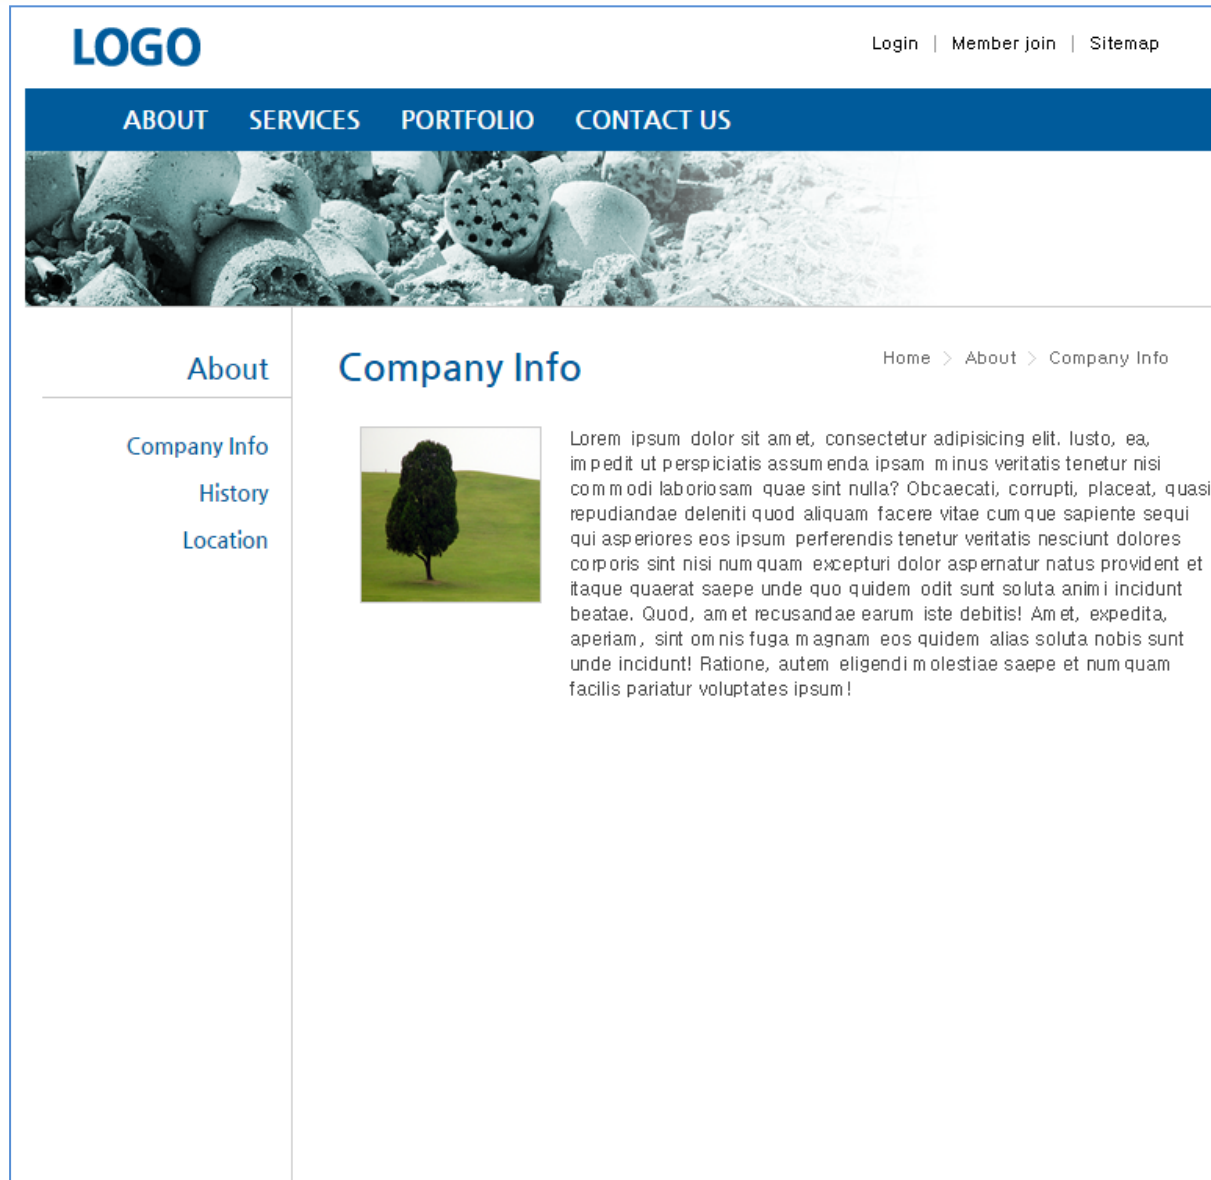 LOGO
Login | Member join | Sitemap
ABOUT SERVICES PORTFOLIO CONTACT US
About
Company Info
History
Location
Company Info
Home > About > Company Info
Lorem ipsum dolor sit amet, consectetur adipisicing elit. Iusto, ea,
impedit ut perspiciatis assumenda ipsam minus veritatis tenetur nisi
commodi laboriosam quae sint nulla? Obcaecati, corrupti, placeat, quasi
repudiandae deleniti quod aliquam facere vitae cumque sapiente sequi
qui asperiores eos ipsum perferendis tenetur veritatis nesciunt dolores
corporis sint nisi numquam excepturi dolor aspernatur natus provident et
itaque quaerat saepe unde quo quidem odit sunt soluta animi incidunt
beatae. Quod, amet recusandae earum iste debitis! Amet, expedita,
aperiam, sint omnis fuga magnam eos quidem alias soluta nobis sunt
unde incidunt! Ratione, autem eligendi molestiae saepe et numquam
facilis pariatur voluptates ipsum!